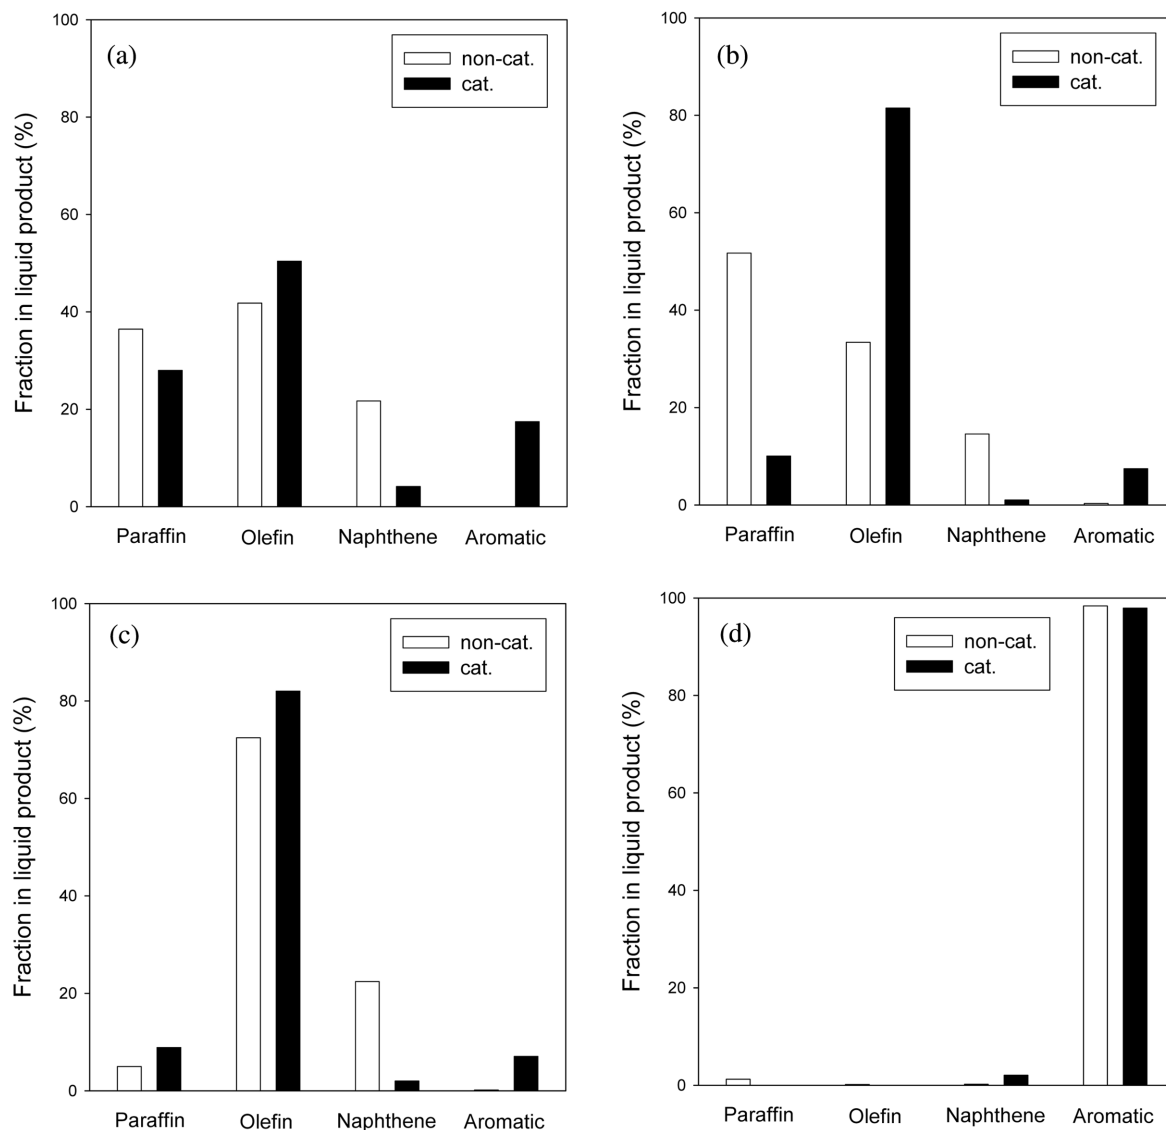 (a)
non-cat.
cat.
Fraction in liquid product (%)
100
80
60
40
20
0
Paraffin Olefin Naphthene Aromatic
(b)
non-cat.
cat.
Fraction in liquid product (%)
100
80
60
40
20
0
Paraffin Olefin Naphthene Aromatic
(c)
non-cat.
cat.
Fraction in liquid product (%)
100
80
60
40
20
0
Paraffin Olefin Naphthene Aromatic
(d)
non-cat.
cat.
Fraction in liquid product (%)
100
80
60
40
20
0
Paraffin Olefin Naphthene Aromatic